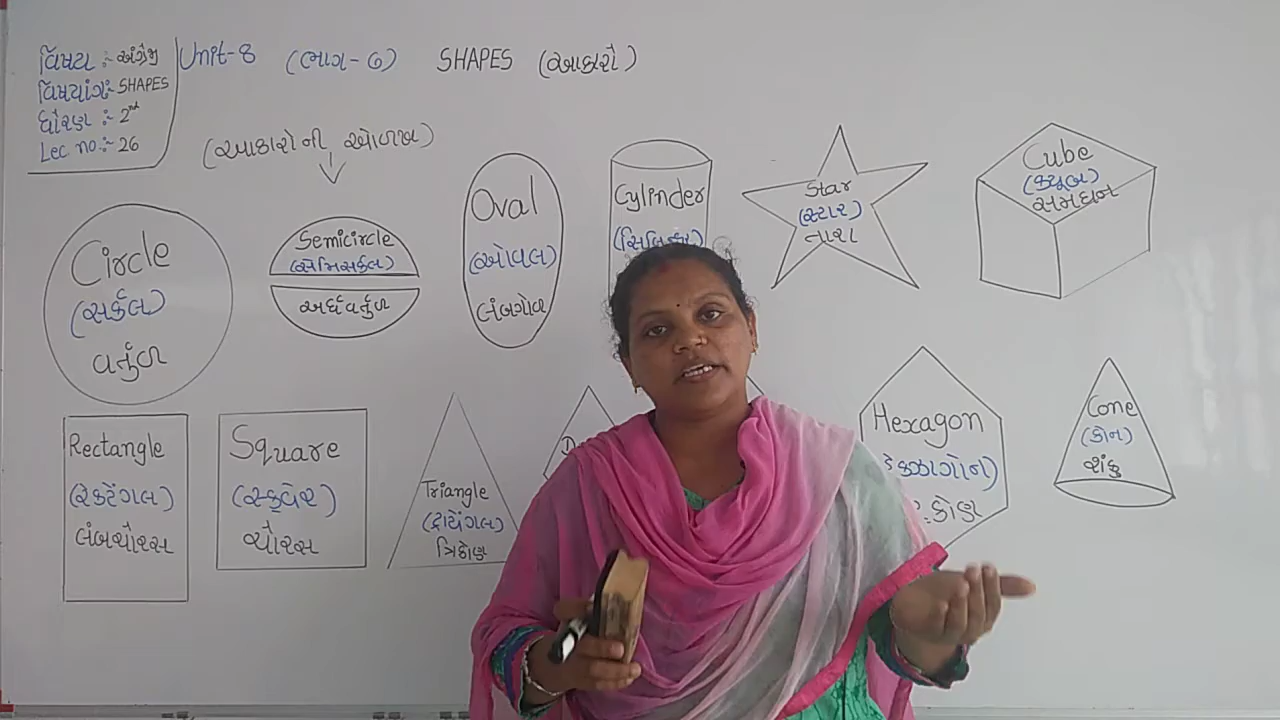 વિષય :- અંગ્રેજી
વિષયાંગ:- SHAPES
ધોરણ :- 2nd
Lec no.:- 26
Unit-8 (ભાગ-૭) SHAPES (આકારો)
(આકારોની ઓળખ)
Circle
(સર્કલ)
વર્તુળ
Semicircle
(સેમિસર્કલ)
અર્ધવર્તુળ
Oval
(ઓવલ)
લંબગોળ
Cylinder
(સિલિન્ડર)
Star
(સ્ટાર)
તારા
Cube
(ક્યૂબ)
સમઘન
Rectangle
(રેક્ટેંગલ)
લંબચોરસ
Square
(સ્ક્વેર)
ચોરસ
Triangle
(ટ્રાયેંગલ)
ત્રિકોણ
D
Hexagon
ેક્ઝાગોન)
કોણ
Cone
(કોન)
શંકુ